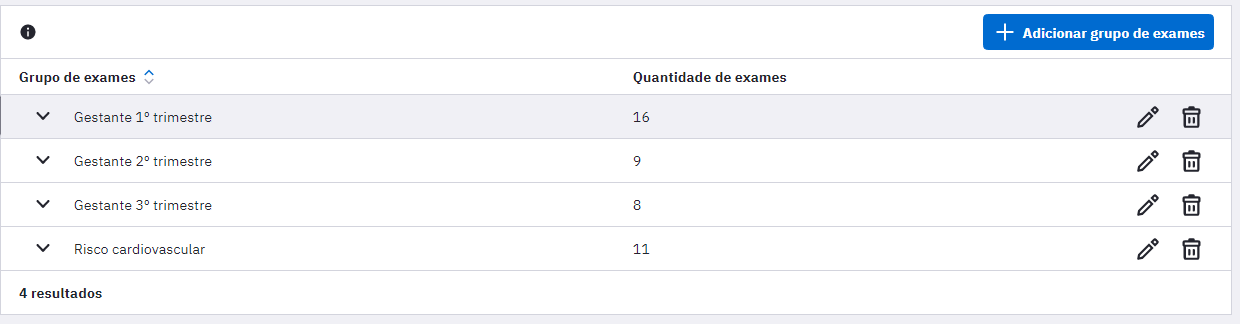 Adicionar grupo de exames
Grupo de exames Quantidade de exames
Gestante 1º trimestre 16
Gestante 2º trimestre 9
Gestante 3º trimestre 8
Risco cardiovascular 11
4 resultados